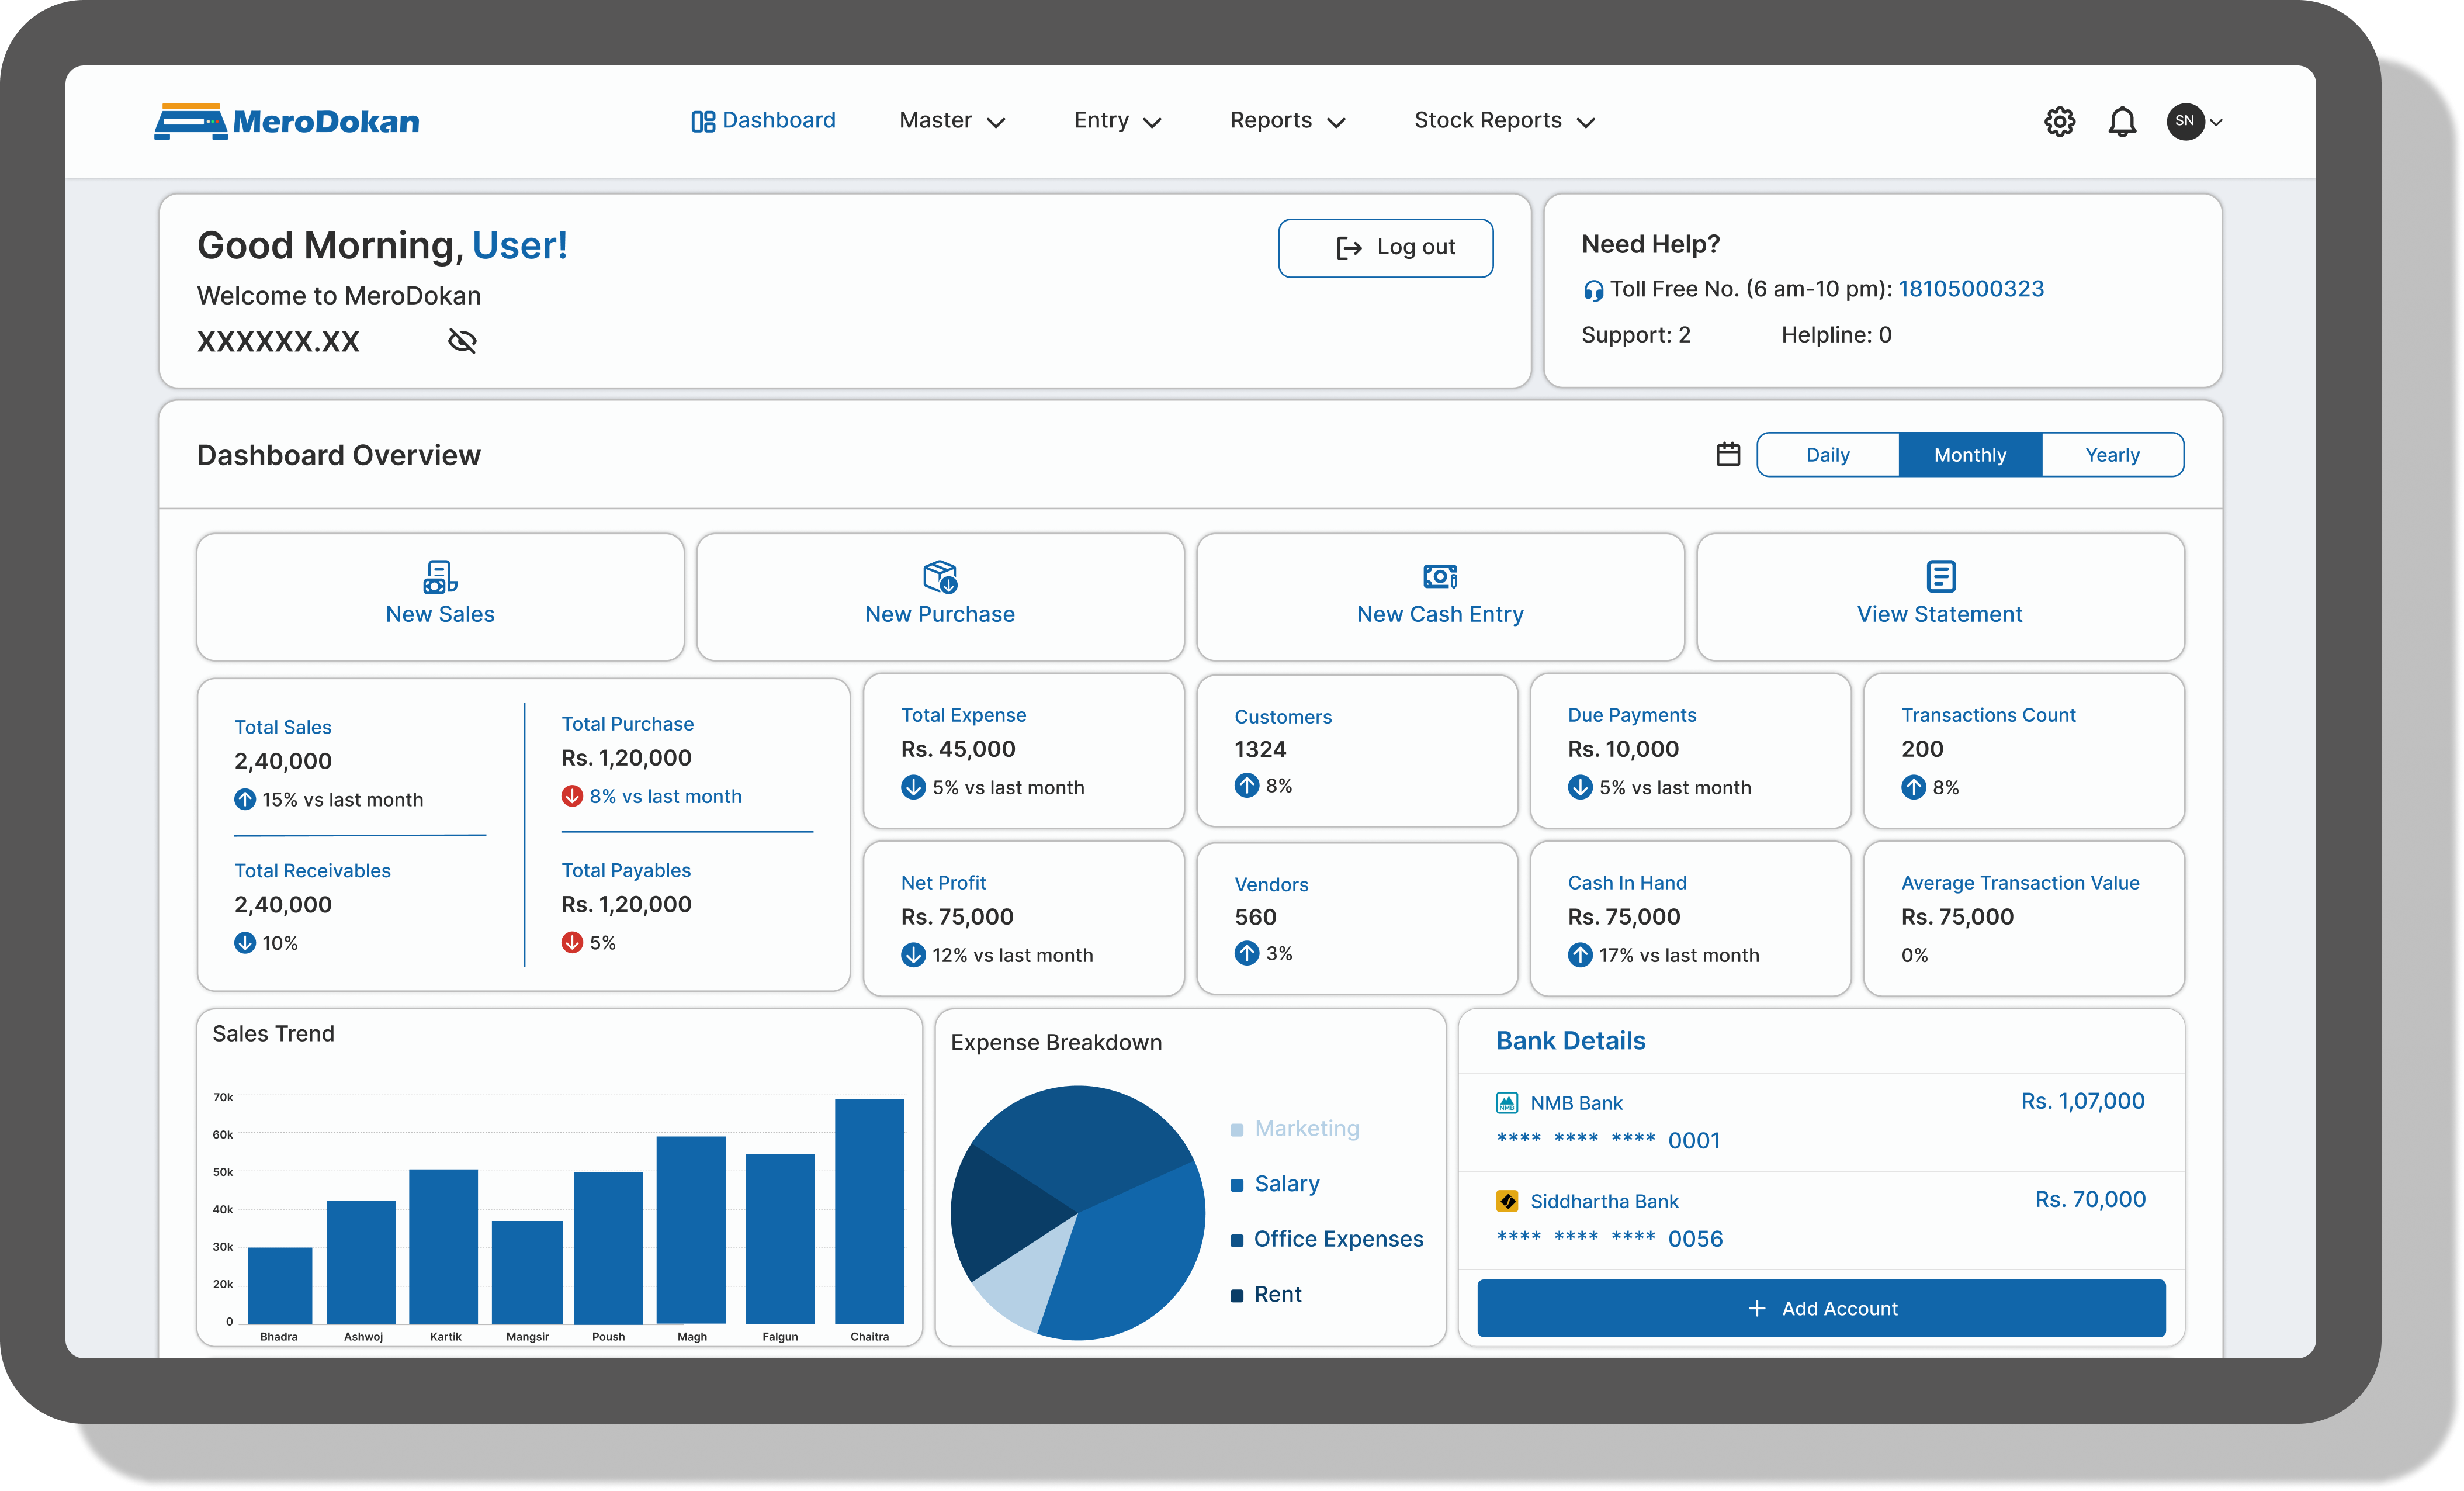 MeroDokan
Dashboard Master Entry Reports Stock Reports
SN
Good Morning, User!
Welcome to MeroDokan
XXXXXX.XX
Log out
Need Help?
Toll Free No. (6 am-10 pm): 18105000323
Support: 2 Helpline: 0
Dashboard Overview
Daily Monthly Yearly
New Sales
New Purchase
New Cash Entry
View Statement
Total Sales
2,40,000
15% vs last month
Total Purchase
Rs. 1,20,000
8% vs last month
Total Receivables
2,40,000
10%
Total Payables
Rs. 1,20,000
5%
Total Expense
Rs. 45,000
5% vs last month
Customers
1324
8%
Due Payments
Rs. 10,000
5% vs last month
Transactions Count
200
8%
Net Profit
Rs. 75,000
12% vs last month
Vendors
560
3%
Cash In Hand
Rs. 75,000
17% vs last month
Average Transaction Value
Rs. 75,000
0%
Sales Trend
70k
60k
50k
40k
30k
20k
0
Bhadra Ashwoj Kartik Mangsir Poush Magh Falgun Chaitra
Expense Breakdown
Marketing
Salary
Office Expenses
Rent
Bank Details
NMB
NMB Bank Rs. 1,07,000
**** **** **** 0001
Siddhartha Bank Rs. 70,000
**** **** **** 0056
+ Add Account